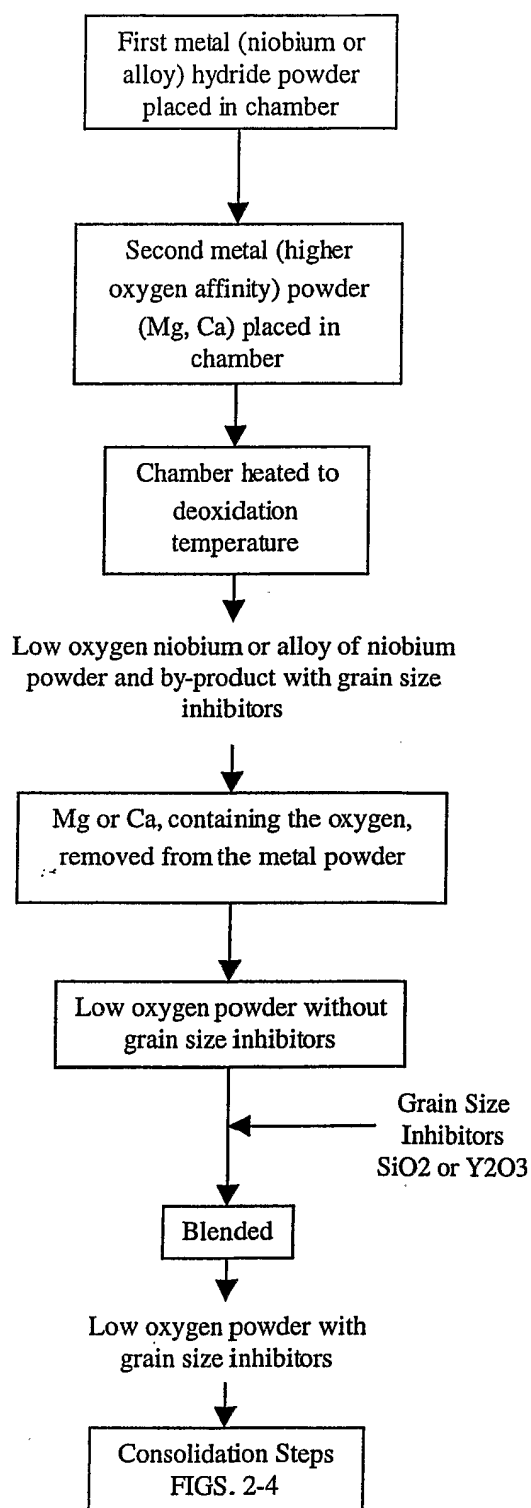 First metal (niobium or
alloy) hydride powder
placed in chamber
Second metal (higher
oxygen affinity) powder
(Mg, Ca) placed in
chamber
Chamber heated to
deoxidation
temperature
Low oxygen niobium or alloy of niobium
powder and by-product with grain size
inhibitors
Mg or Ca, containing the oxygen,
removed from the metal powder
Low oxygen powder without
grain size inhibitors
Grain Size
Inhibitors
SiO2 or Y2O3
Blended
Low oxygen powder with
grain size inhibitors
Consolidation Steps
FIGS. 2-4